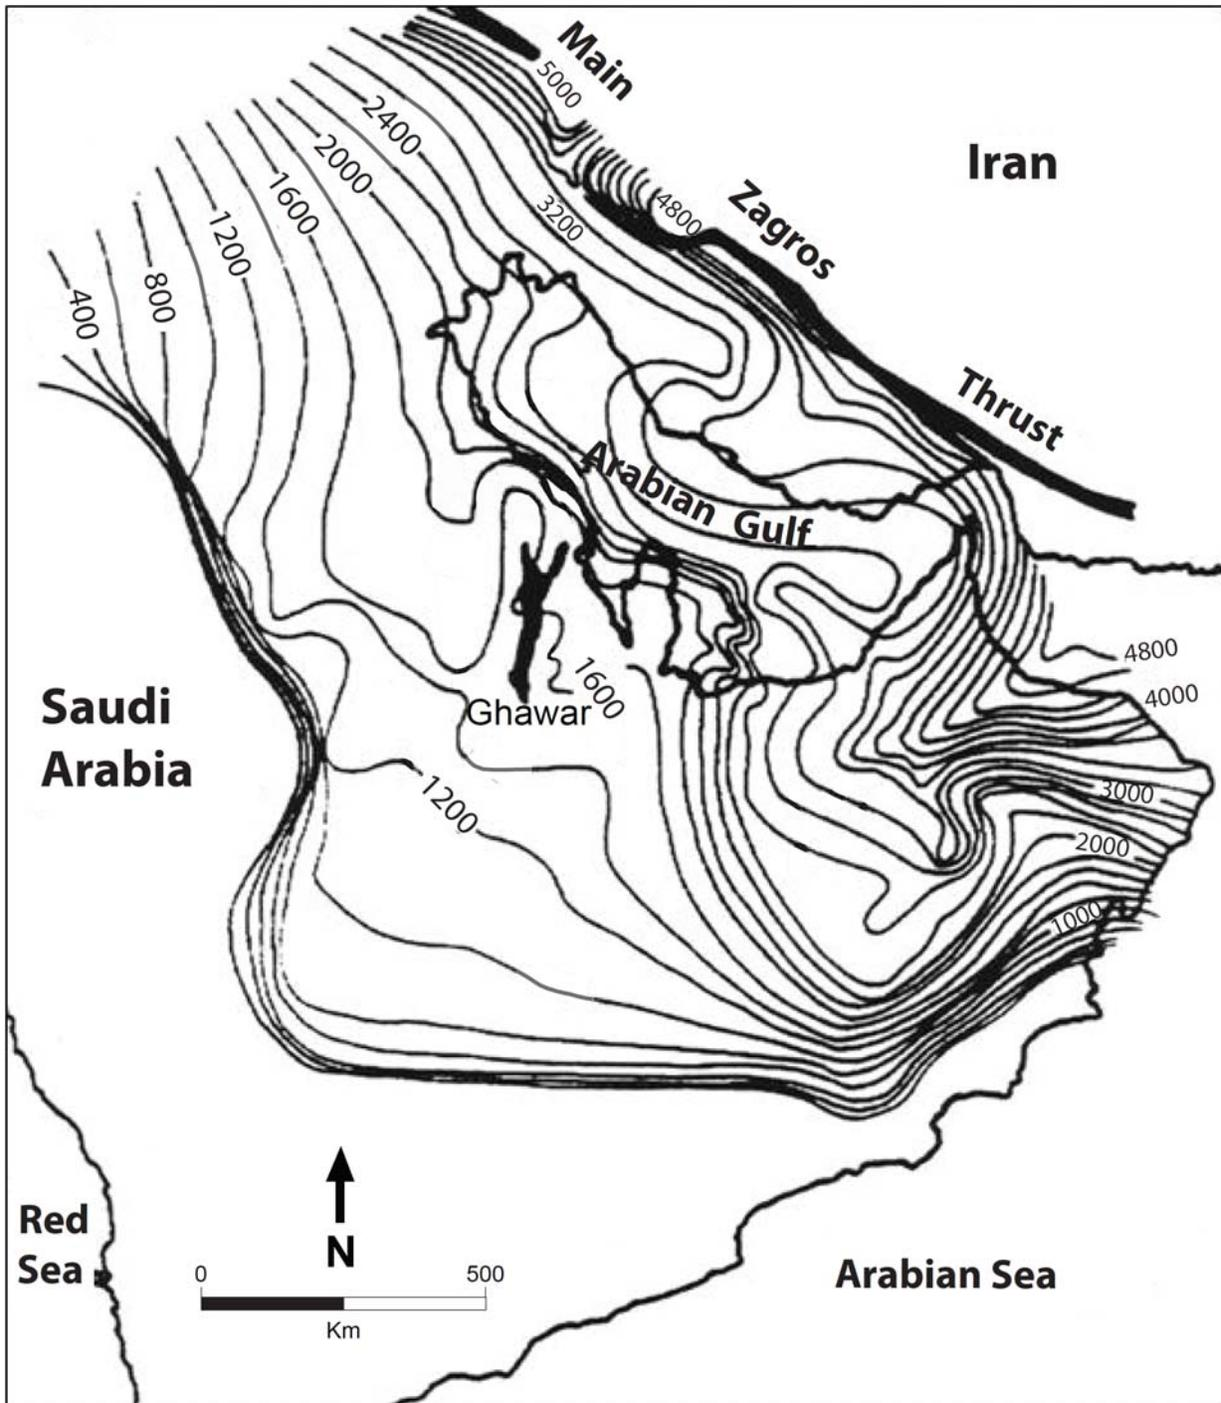 Main
5000
Iran
2400
2000
Zagros
4800
1600
3200
1200
800
400
Thrust
Arabian Gulf
4800
1600
4000
Saudi
Arabia
Ghawar
1200
3000
2000
1000
Red
Sea
N
0 500
Km
Arabian Sea